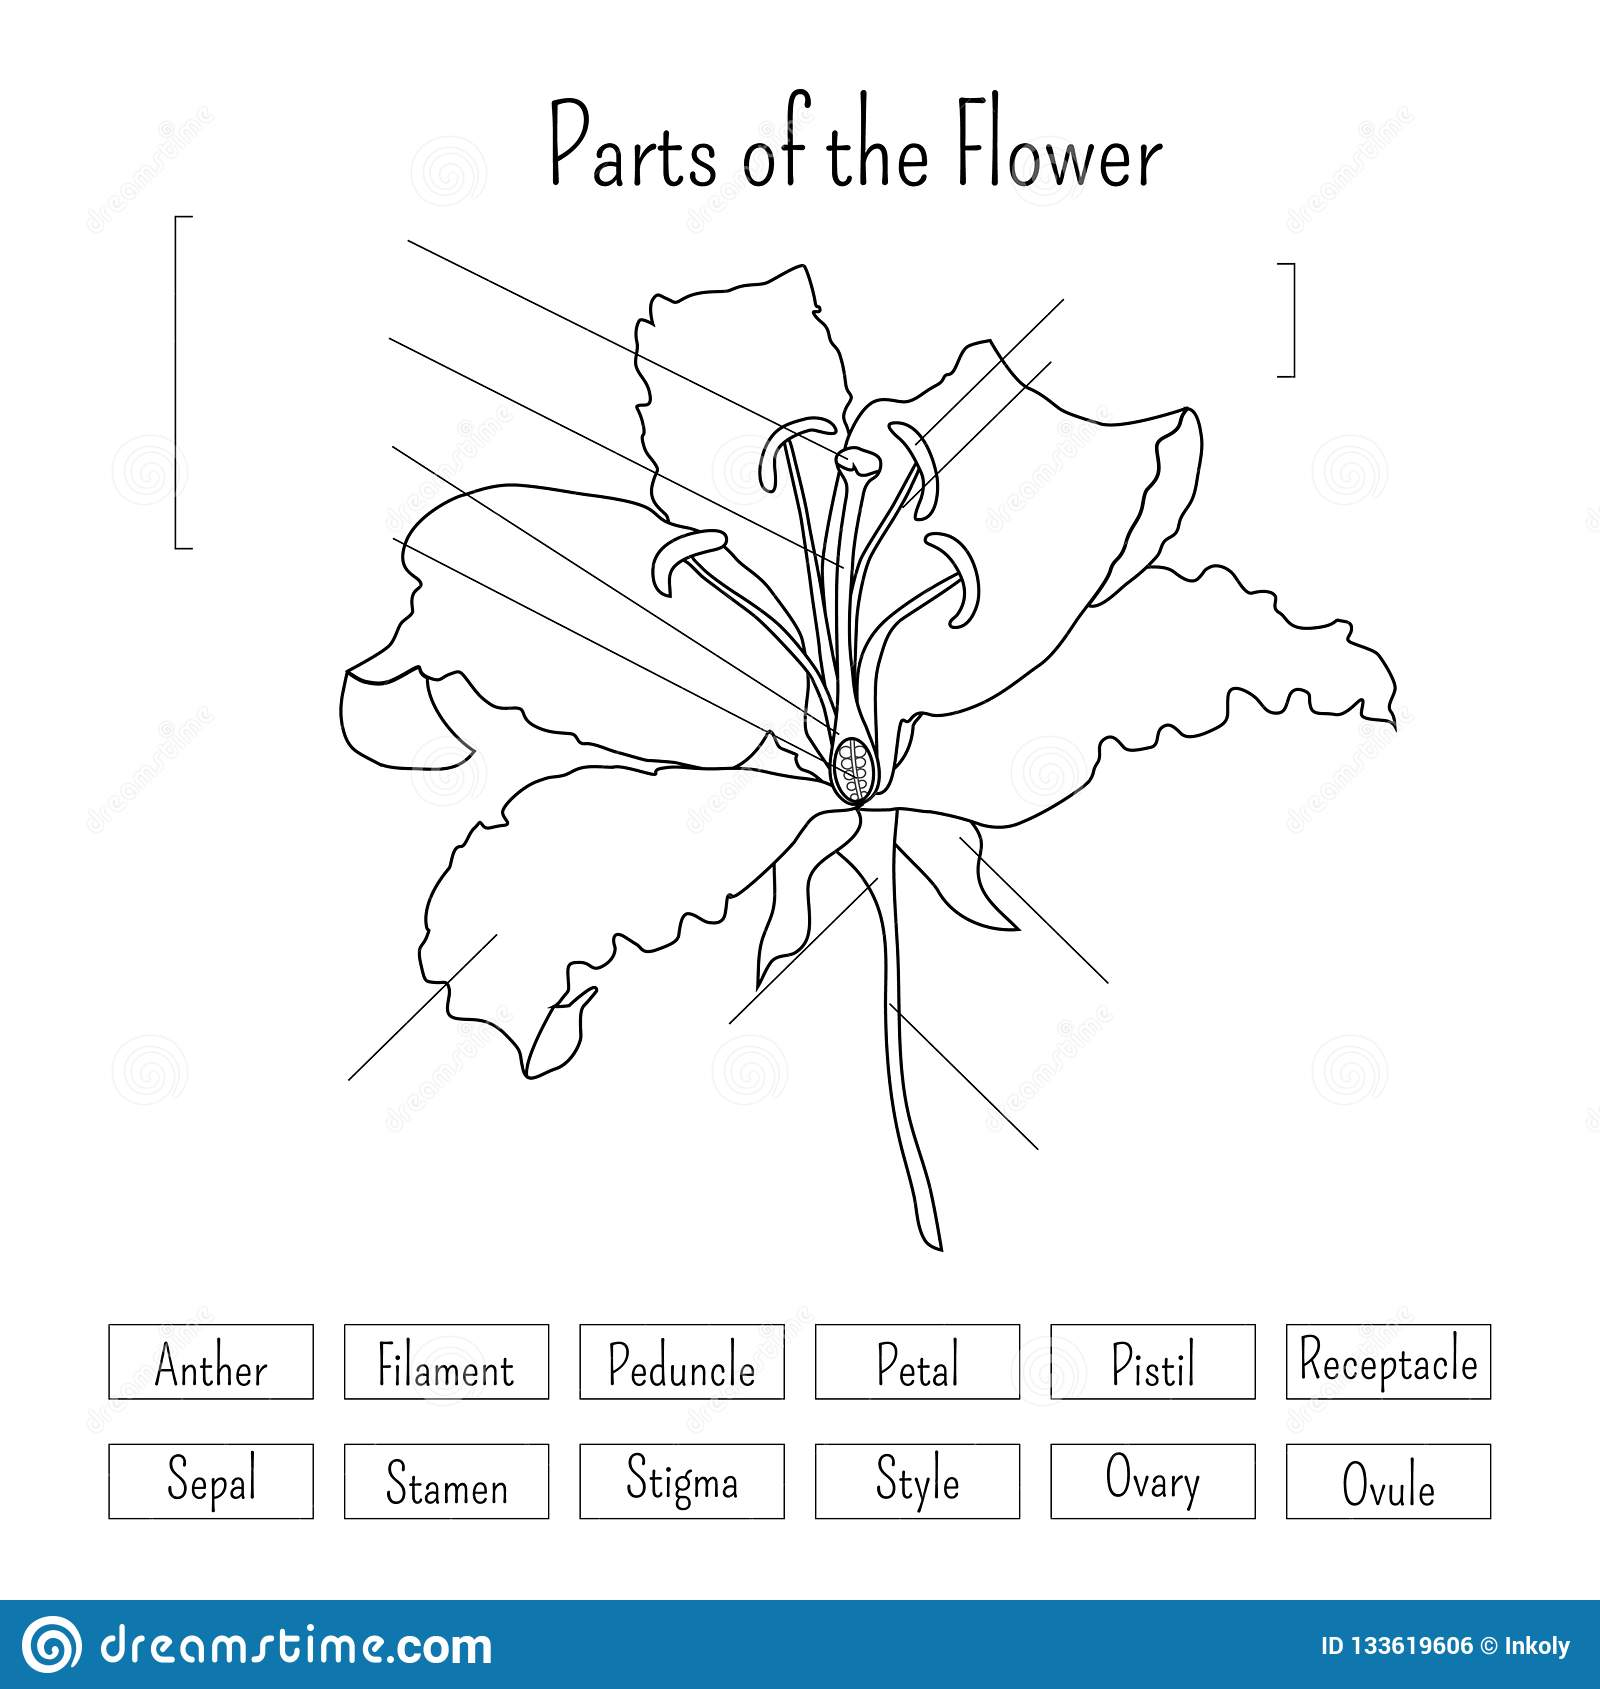 Parts of the Flower
Anther Filament Peduncle Petal Pistil Receptacle
Sepal Stamen Stigma Style Ovary Ovule
dreamstime.com
ID 133619606 © Inkoly